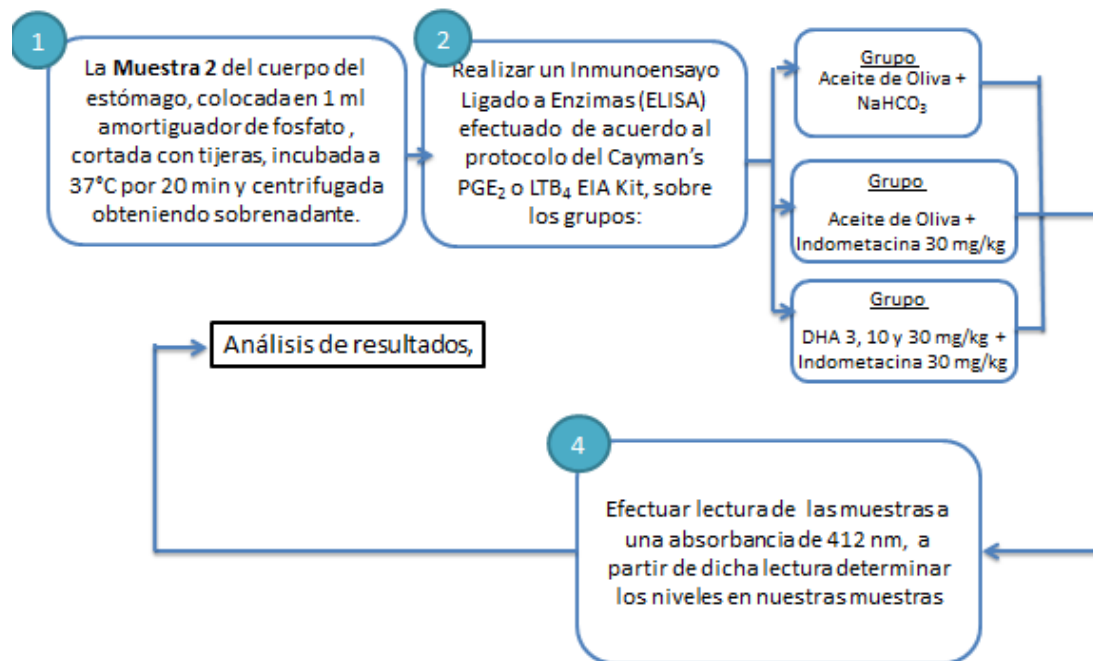 1
La Muestra 2 del cuerpo del
estómago, colocada en 1 ml
amortiguador de fosfato ,
cortada con tijeras, incubada a
37°C por 20 min y centrifugada
obteniendo sobrenadante.
2
Realizar un Inmunoensayo
Ligado a Enzimas (ELISA)
efectuado de acuerdo al
protocolo del Cayman's
PGE₂ o LTB₄ EIA Kit, sobre
los grupos:
Grupo
Aceite de Oliva +
NaHCO₃
Grupo
Aceite de Oliva +
Indometacina 30 mg/kg
Grupo
DHA 3, 10 y 30 mg/kg +
Indometacina 30 mg/kg
Análisis de resultados,
4
Efectuar lectura de las muestras a
una absorbancia de 412 nm, a
partir de dicha lectura determinar
los niveles en nuestras muestras